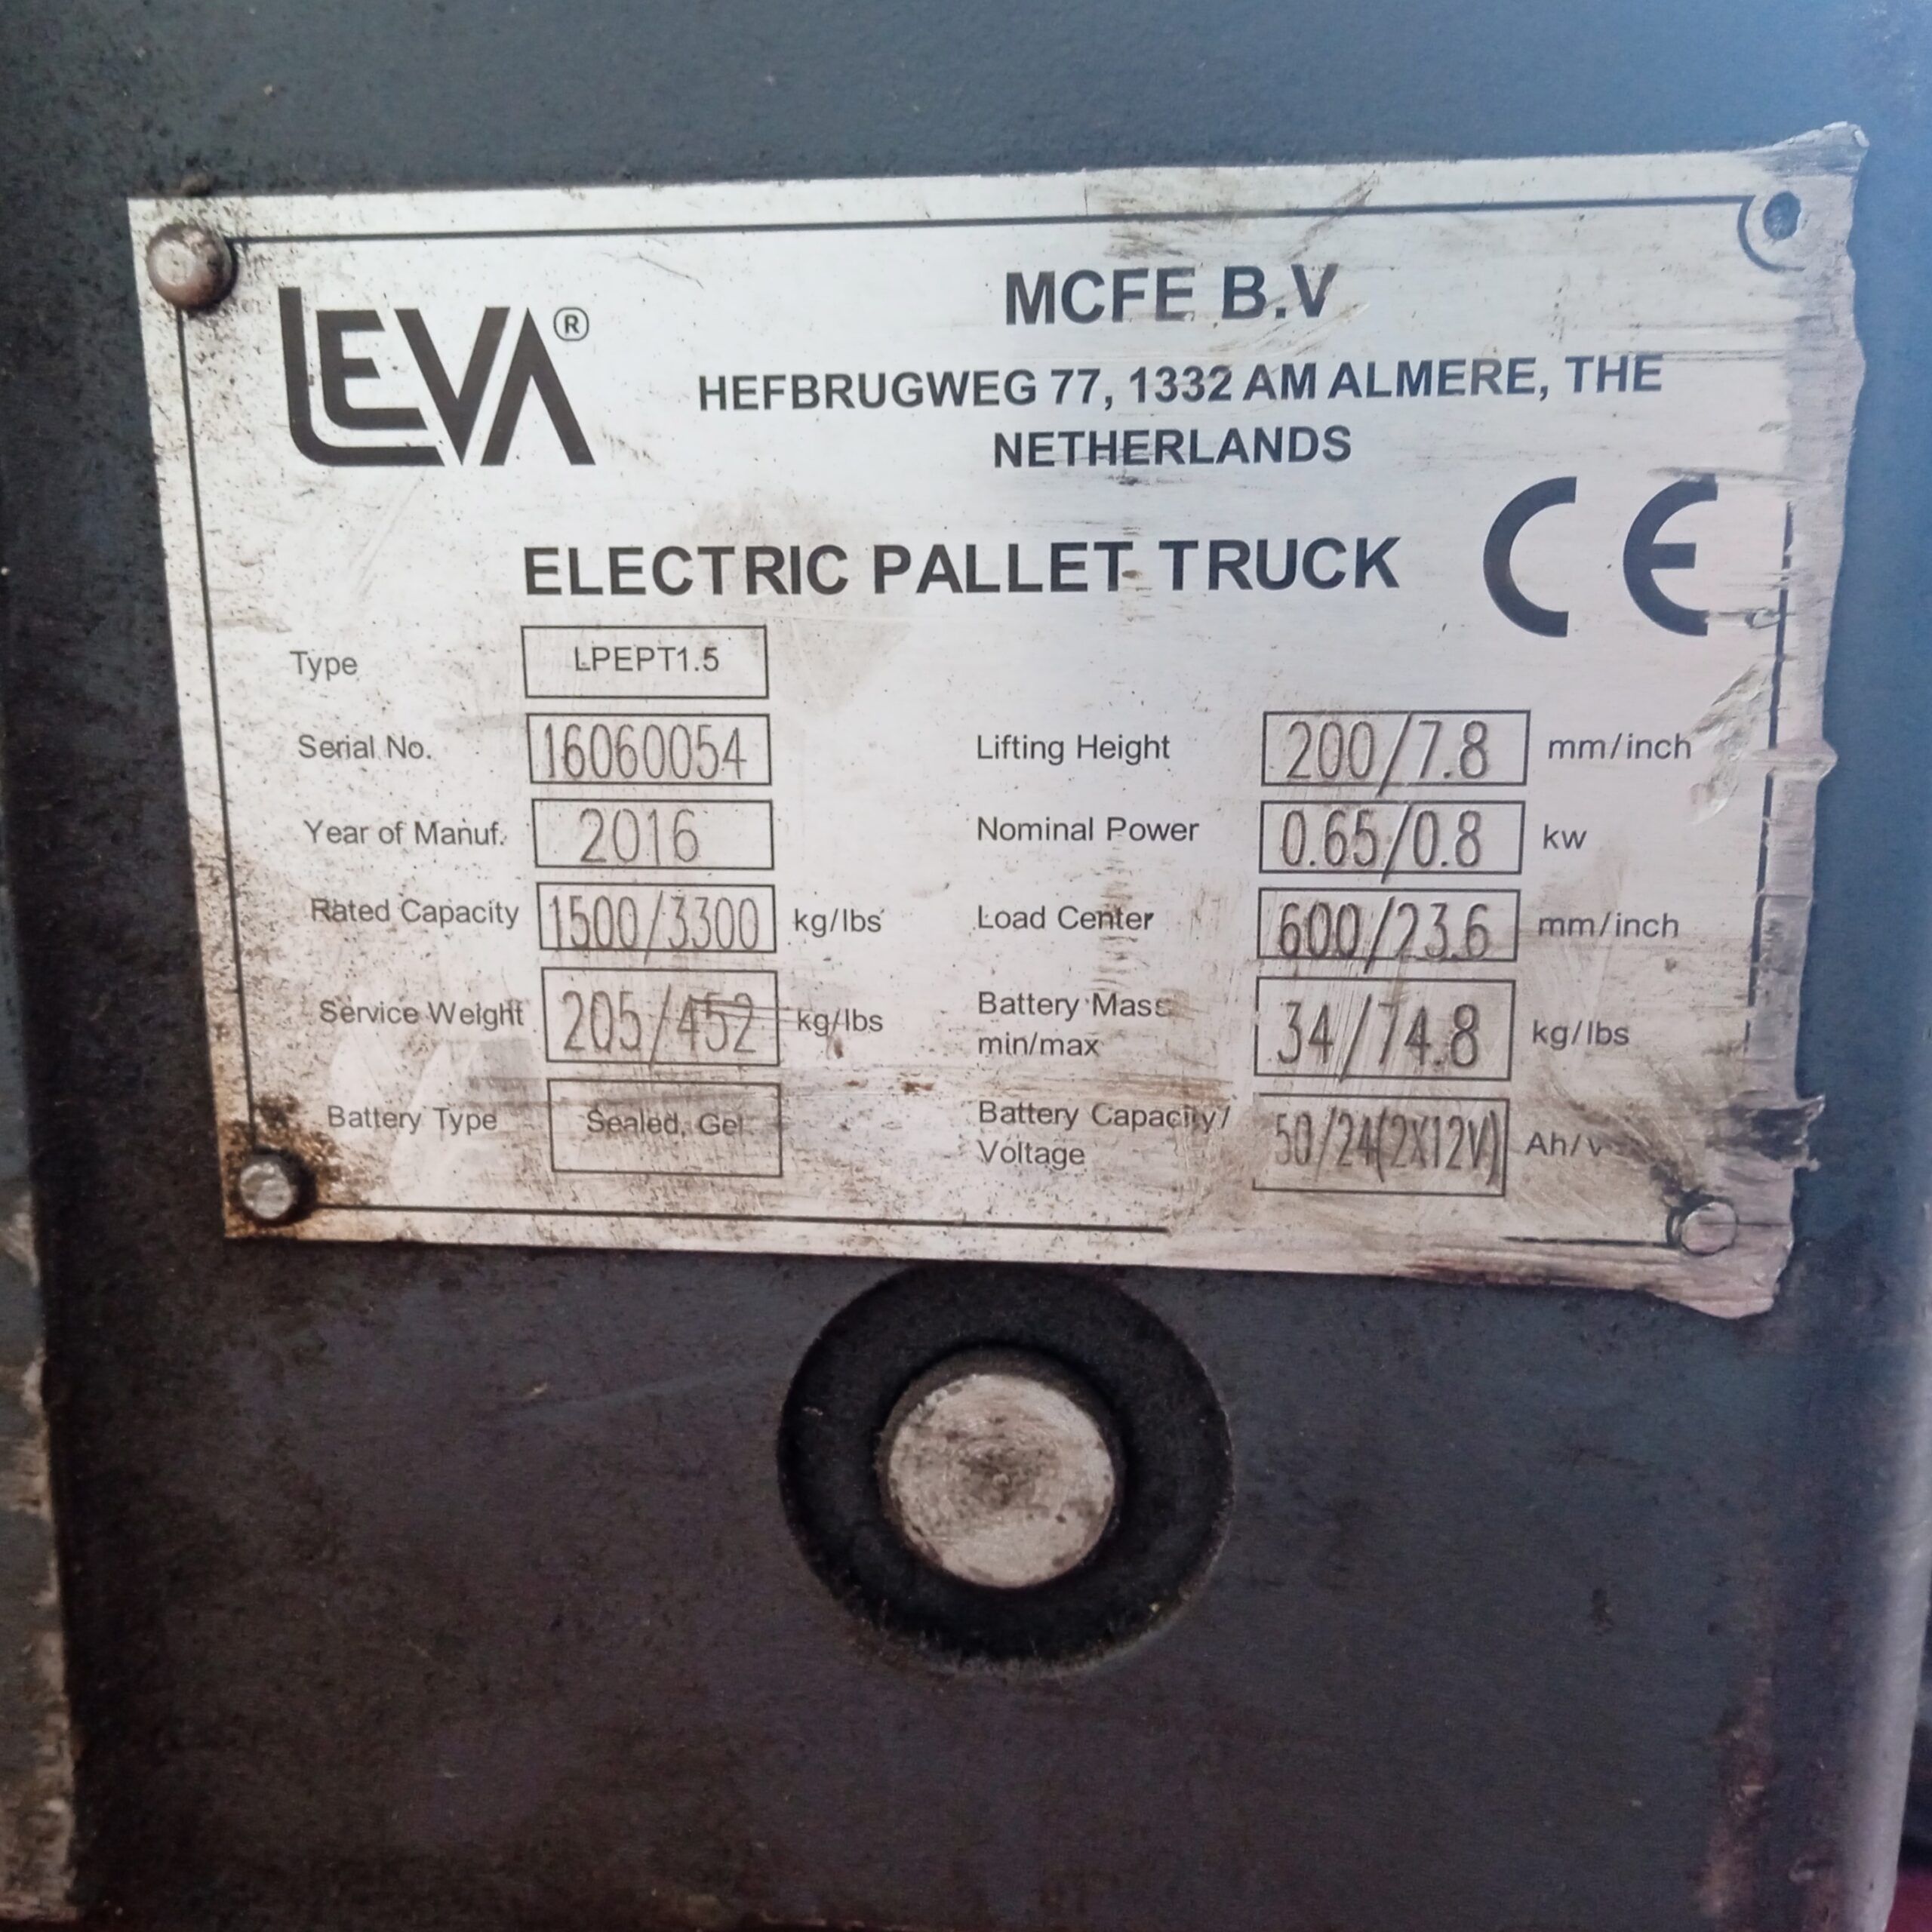 LEVA®
MCFE B.V
HEFBRUGWEG 77, 1332 AM ALMERE, THE
NETHERLANDS
CE
ELECTRIC PALLET TRUCK
Type LPEPT1.5
Serial No. 16060054 Lifting Height 200/7.8 mm/inch
Year of Manuf. 2016 Nominal Power 0.65/0.8 kw
Rated Capacity 1500/3300 kg/lbs Load Center 600/23.6 mm/inch
Service Weight 205/452 kg/lbs Battery Mass
min/max 34/74.8 kg/lbs
Battery Type Sealed, Gel Battery Capacity/
Voltage 50/24(2X12V) Ah/v